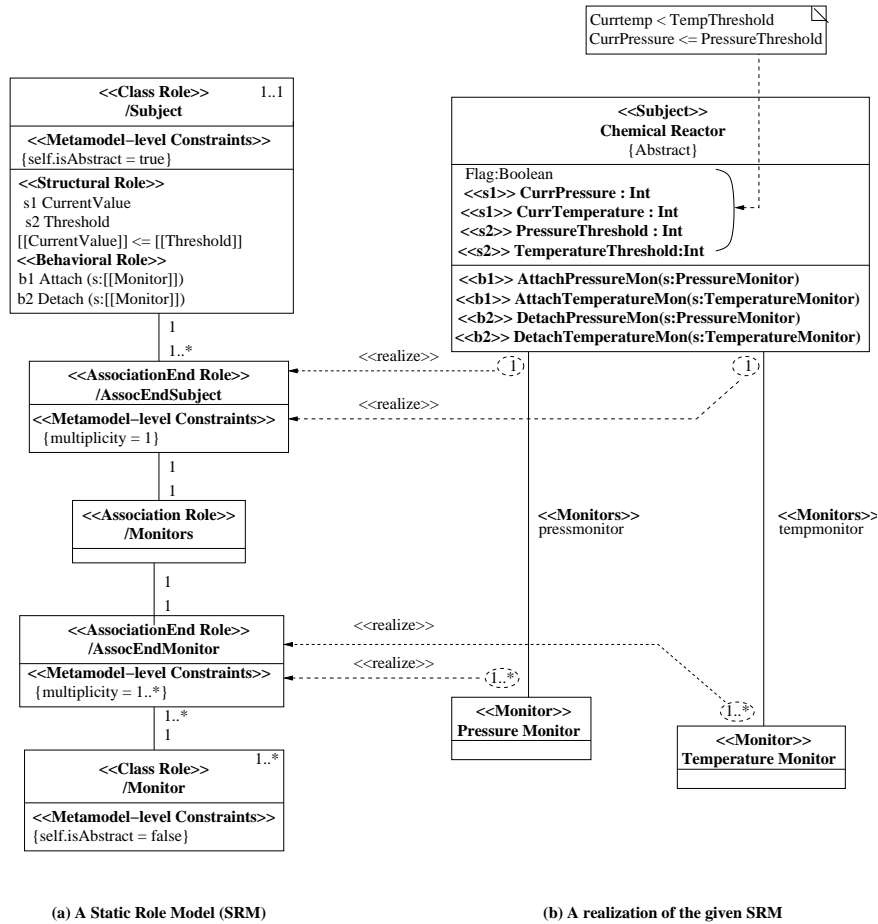 Currtemp < TempThreshold
CurrPressure <= PressureThreshold
<<Class Role>> 1..1
/Subject
<<Metamodel-level Constraints>>
{self.isAbstract = true}
<<Structural Role>>
s1 CurrentValue
s2 Threshold
[[CurrentValue]] <= [[Threshold]]
<<Behavioral Role>>
b1 Attach (s:[[Monitor]])
b2 Detach (s:[[Monitor]])
1
1..*
<<AssociationEnd Role>>
/AssocEndSubject
<<Metamodel-level Constraints>>
{multiplicity = 1}
1
1
<<Association Role>>
/Monitors
1
1
<<AssociationEnd Role>>
/AssocEndMonitor
<<Metamodel-level Constraints>>
{multiplicity = 1..*}
1..*
1
<<Class Role>> 1..*
/Monitor
<<Metamodel-level Constraints>>
{self.isAbstract = false}
<<realize>>
<<realize>>
<<realize>>
<<realize>>
<<Subject>>
Chemical Reactor
{Abstract}
Flag:Boolean
<<s1>> CurrPressure : Int
<<s1>> CurrTemperature : Int
<<s2>> PressureThreshold : Int
<<s2>> TemperatureThreshold:Int
<<b1>> AttachPressureMon(s:PressureMonitor)
<<b1>> AttachTemperatureMon(s:TemperatureMonitor)
<<b2>> DetachPressureMon(s:PressureMonitor)
<<b2>> DetachTemperatureMon(s:TemperatureMonitor)
1
1
<<Monitors>>
pressmonitor
<<Monitors>>
tempmonitor
1..*
1..*
<<Monitor>>
Pressure Monitor
<<Monitor>>
Temperature Monitor
(a) A Static Role Model (SRM)
(b) A realization of the given SRM